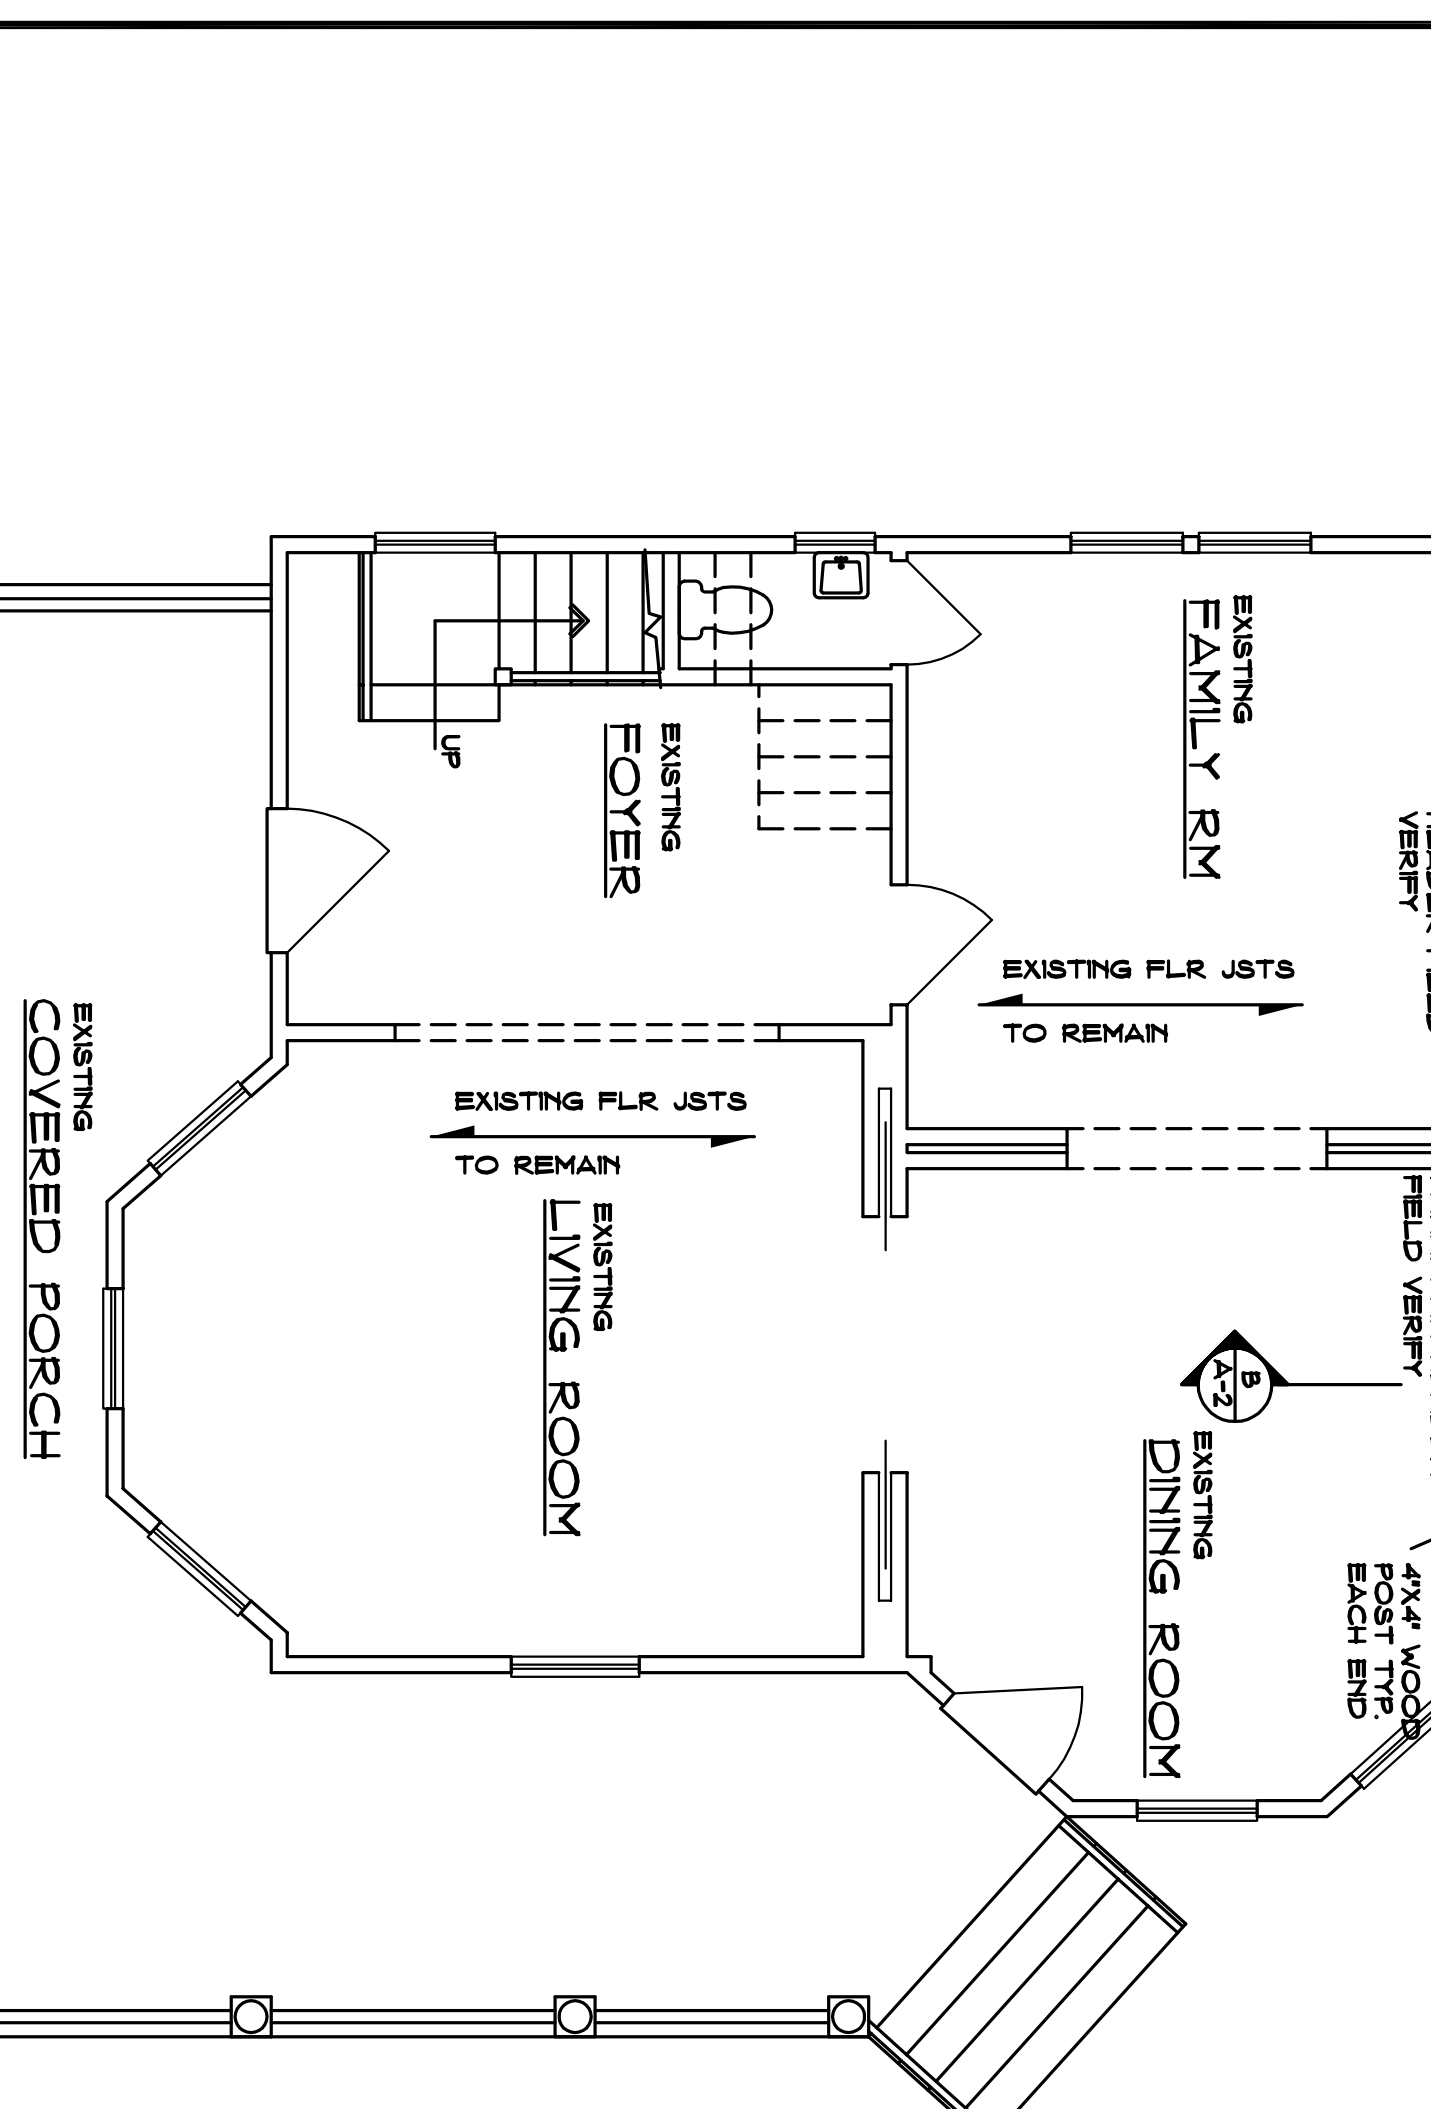 EXISTING
FAMILY RM
VERIFY
UP
EXISTING
FOYER
EXISTING FLR JSTS
TO REMAIN
EXISTING
COVERED PORCH
EXISTING FLR JSTS
TO REMAIN
EXISTING
LIVING ROOM
FIELD VERIFY
B
A-2
EXISTING
DINING ROOM
4"X4" WOOD
POST TYP.
EACH END